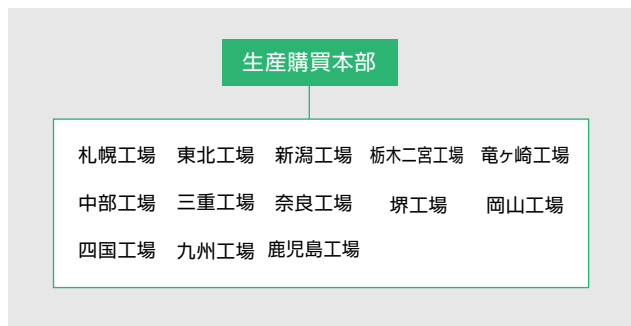 生産購買本部
札幌工場 東北工場 新潟工場 栃木二宮工場 竜ヶ崎工場
中部工場 三重工場 奈良工場 堺工場 岡山工場
四国工場 九州工場 鹿児島工場